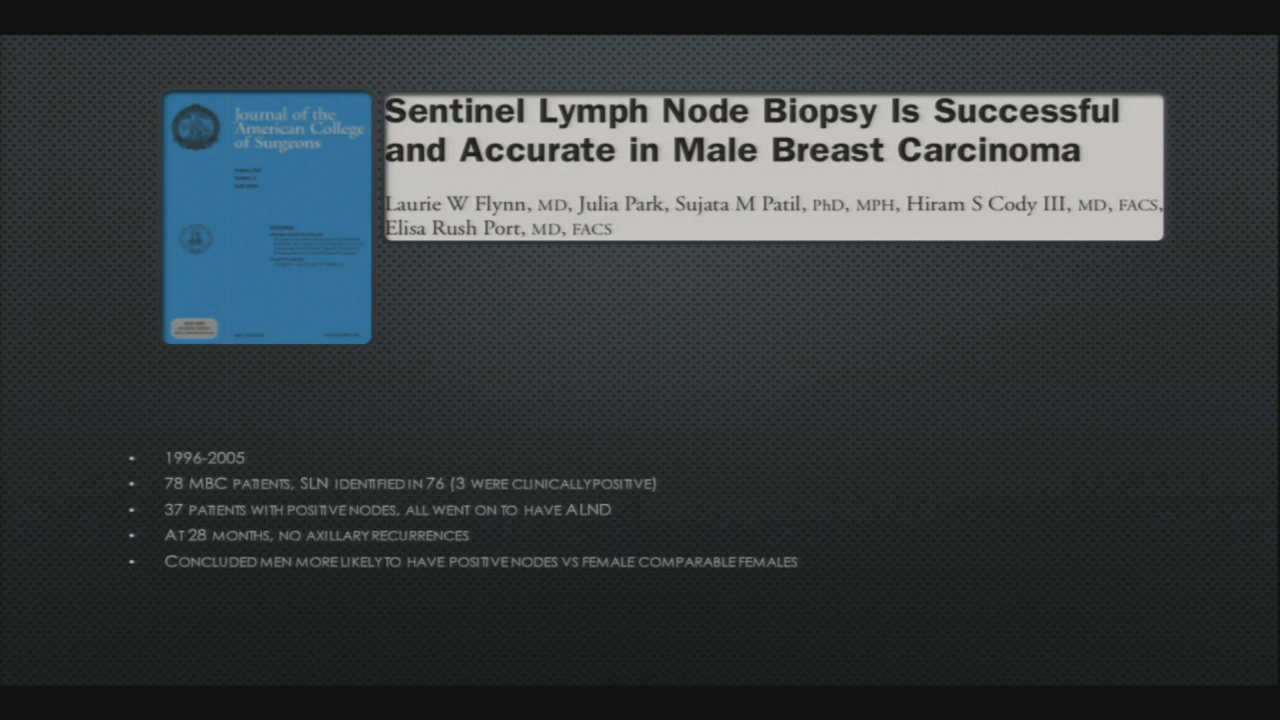 Journal of the
American College
of Surgeons
Sentinel Lymph Node Biopsy Is Successful
and Accurate in Male Breast Carcinoma
Laurie W Flynn, MD, Julia Park, Sujata M Patil, PhD, MPH, Hiram S Cody III, MD, FACS,
Elisa Rush Port, MD, FACS
• 1996-2005
• 78 MBC PATIENTS, SLN IDENTIFIED IN 76 (3 WERE CLINICALLY POSITIVE)
• 37 PATIENTS WITH POSITIVE NODES, ALL WENT ON TO HAVE ALND
• AT 28 MONTHS, NO AXILLARY RECURRENCES
• CONCLUDED MEN MORE LIKELY TO HAVE POSITIVE NODES VS FEMALE COMPARABLE FEMALES